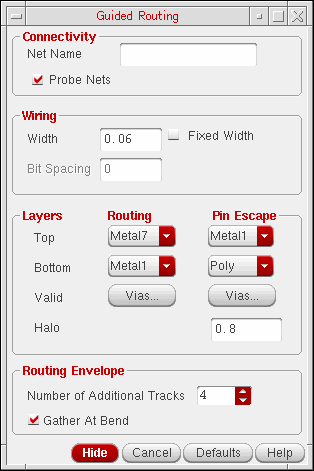 Guided Routing
Connectivity
Net Name
Probe Nets
Wiring
Width 0.06 Fixed Width
Bit Spacing 0
Layers Routing Pin Escape
Top Metal7 Metal1
Bottom Metal1 Poly
Valid Vias... Vias...
Halo 0.8
Routing Envelope
Number of Additional Tracks 4
Gather At Bend
Hide Cancel Defaults Help